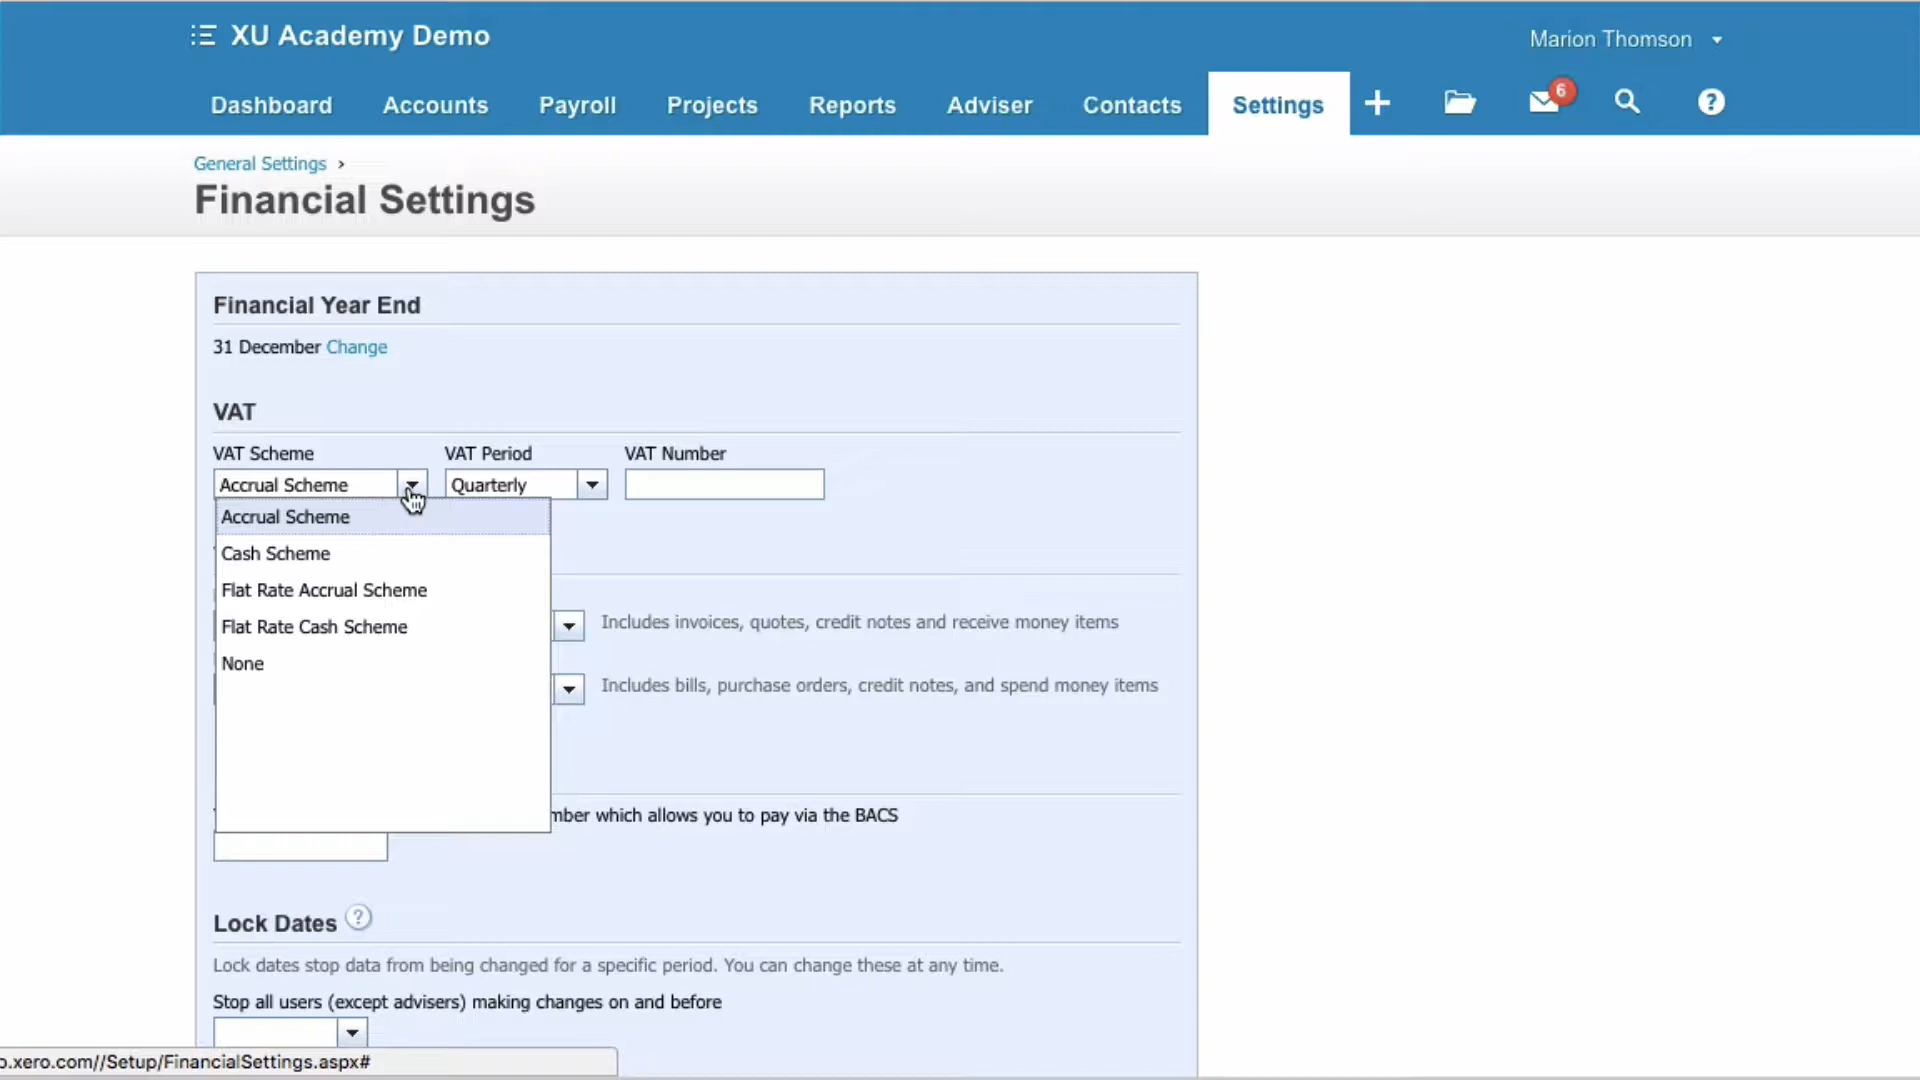 XU Academy Demo
Marion Thomson
Dashboard Accounts Payroll Projects Reports Adviser Contacts Settings 6 ?
General Settings ›
Financial Settings
Financial Year End
31 December Change
VAT
VAT Scheme VAT Period VAT Number
Accrual Scheme Quarterly
Accrual Scheme
Cash Scheme
Flat Rate Accrual Scheme
Flat Rate Cash Scheme
Includes invoices, quotes, credit notes and receive money items
None
Includes bills, purchase orders, credit notes, and spend money items
which allows you to pay via the BACS
Lock Dates ?
Lock dates stop data from being changed for a specific period. You can change these at any time.
Stop all users (except advisers) making changes on and before
o.xero.com//Setup/FinancialSettings.aspx#